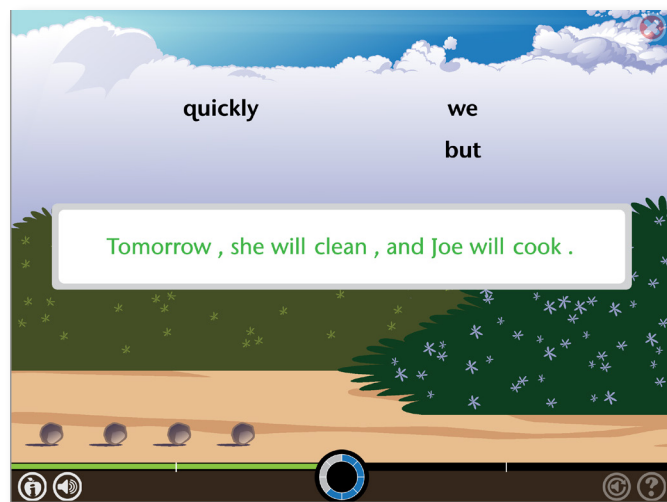 quickly we
but
Tomorrow , she will clean , and Joe will cook .